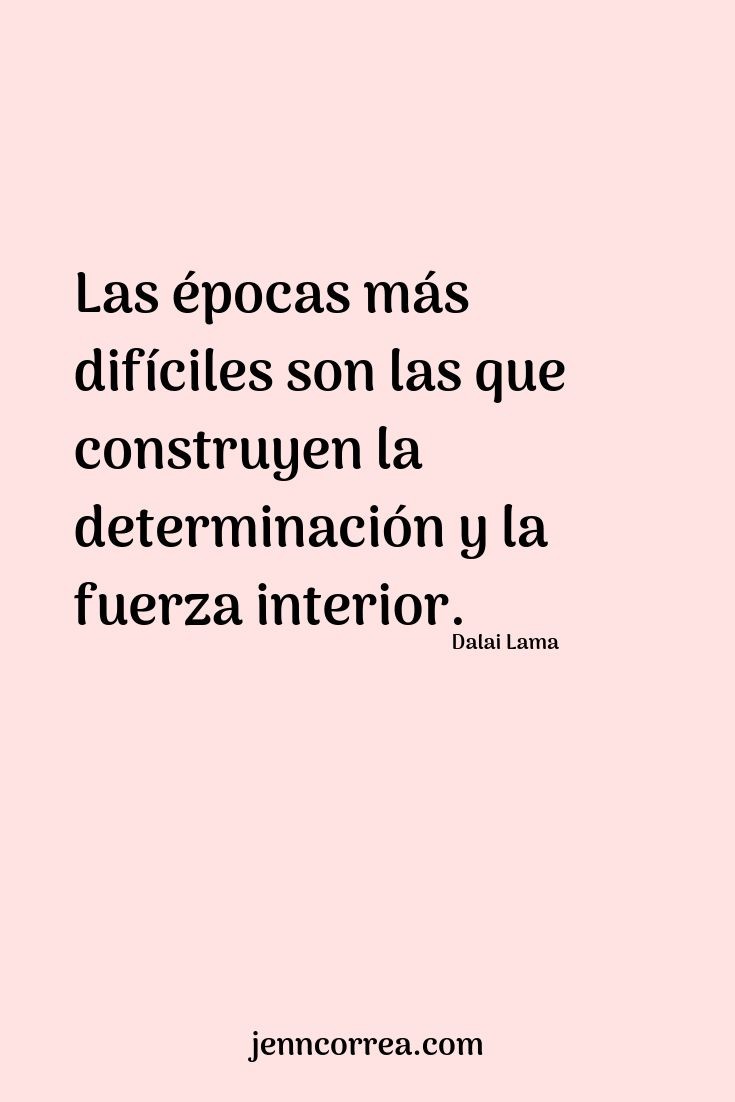 Las épocas más
difíciles son las que
construyen la
determinación y la
fuerza interior.
Dalai Lama
jenncorrea.com